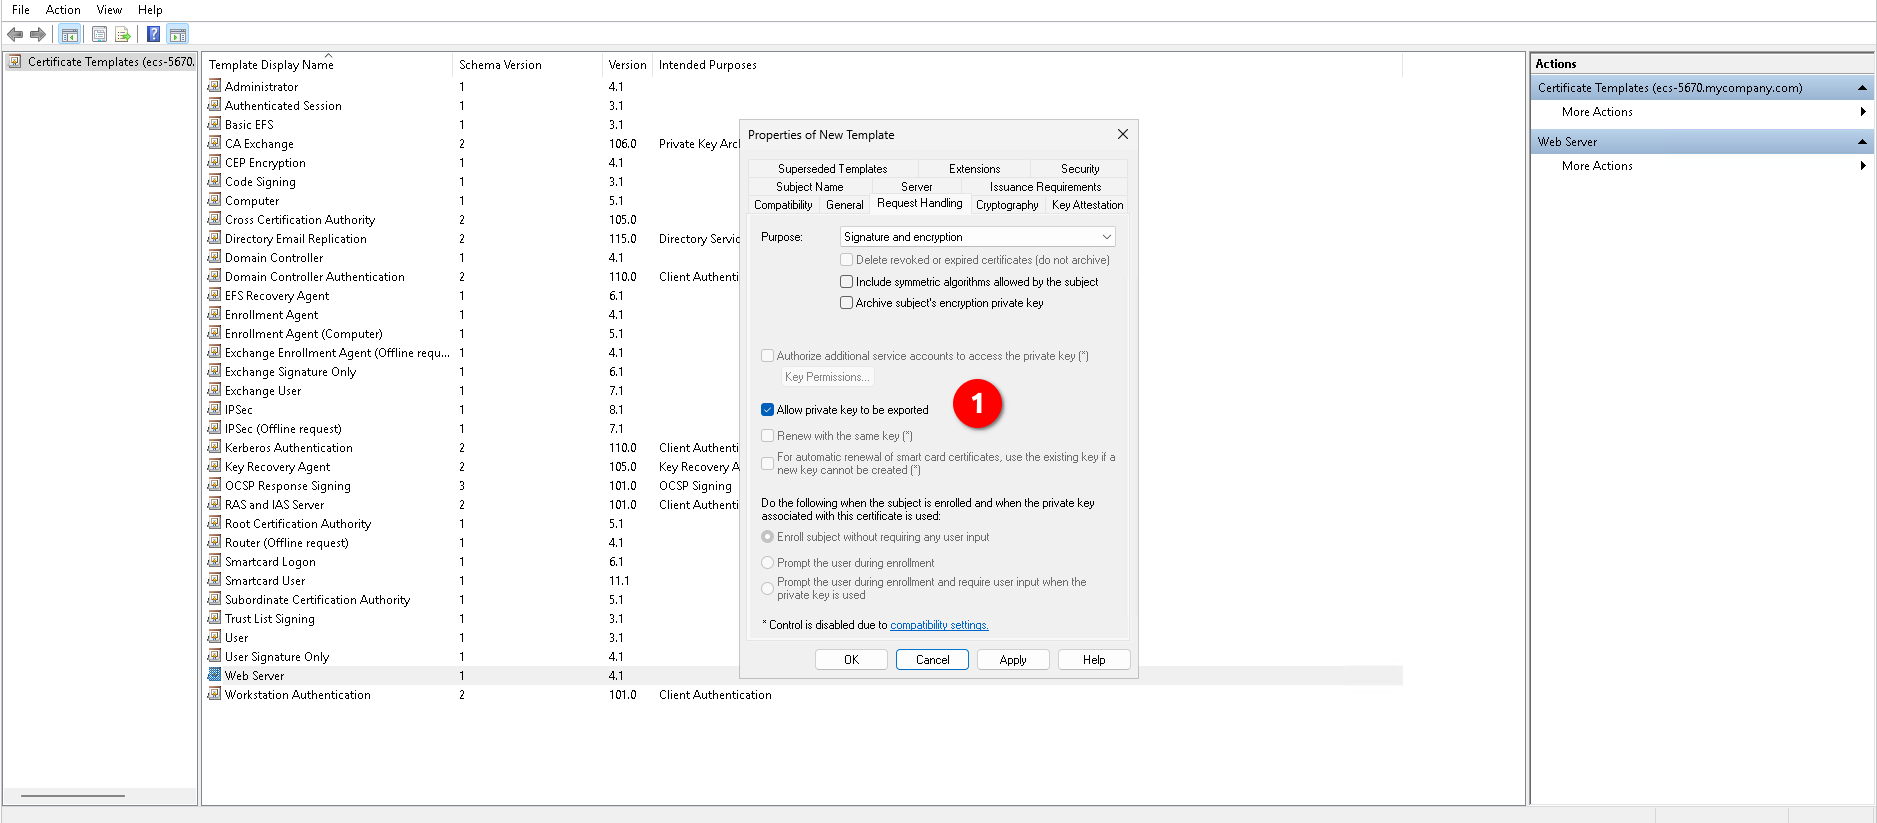 File Action View Help
Certificate Templates (ecs-5670.
Template Display Name Schema Version Version Intended Purposes
Administrator 1 4.1
Authenticated Session 1 3.1
Basic EFS 1 3.1
CA Exchange 2 106.0 Private Key Arc
CEP Encryption 1 4.1
Code Signing 1 3.1
Computer 1 5.1
Cross Certification Authority 2 105.0
Directory Email Replication 2 115.0 Directory Servic
Domain Controller 1 4.1
Domain Controller Authentication 2 110.0 Client Authenti
EFS Recovery Agent 1 6.1
Enrollment Agent 1 4.1
Enrollment Agent (Computer) 1 5.1
Exchange Enrollment Agent (Offline requ... 1 4.1
Exchange Signature Only 1 6.1
Exchange User 1 7.1
IPSec 1 8.1
IPSec (Offline request) 1 7.1
Kerberos Authentication 2 110.0 Client Authenti
Key Recovery Agent 2 105.0 Key Recovery A
OCSP Response Signing 3 101.0 OCSP Signing
RAS and IAS Server 2 101.0 Client Authenti
Root Certification Authority 1 5.1
Router (Offline request) 1 4.1
Smartcard Logon 1 6.1
Smartcard User 1 11.1
Subordinate Certification Authority 1 5.1
Trust List Signing 1 3.1
User 1 3.1
User Signature Only 1 4.1
Web Server 1 4.1
Workstation Authentication 2 101.0 Client Authentication
Properties of New Template
Superseded Templates Extensions Security
Subject Name Server Issuance Requirements
Compatibility General Request Handling Cryptography Key Attestation
Purpose: Signature and encryption
Delete revoked or expired certificates (do not archive)
Include symmetric algorithms allowed by the subject
Archive subject's encryption private key
Authorize additional service accounts to access the private key (*)
Key Permissions...
Allow private key to be exported
1
Renew with the same key (*)
For automatic renewal of smart card certificates, use the existing key if a
new key cannot be created (*)
Do the following when the subject is enrolled and when the private key
associated with this certificate is used:
Enroll subject without requiring any user input
Prompt the user during enrollment
Prompt the user during enrollment and require user input when the
private key is used
* Control is disabled due to compatibility settings.
OK Cancel Apply Help
Actions
Certificate Templates (ecs-5670.mycompany.com)
More Actions
Web Server
More Actions